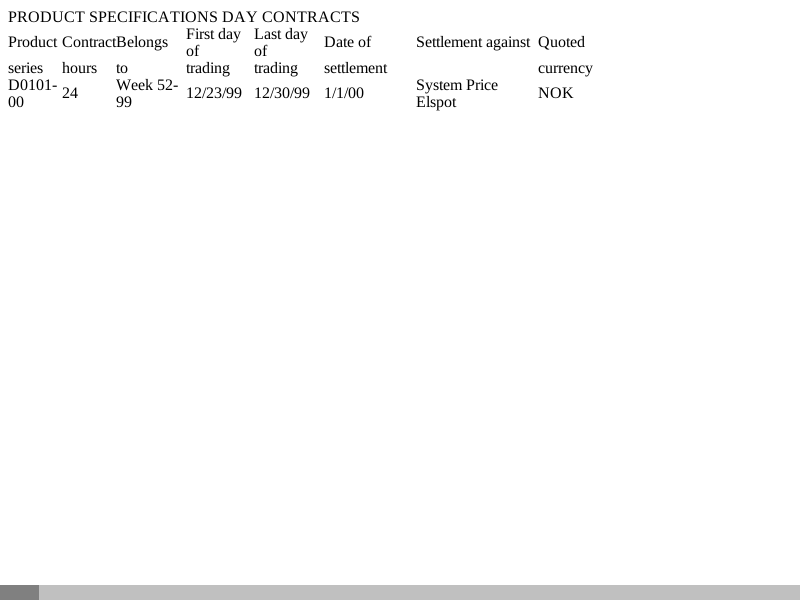 PRODUCT SPECIFICATIONS DAY CONTRACTS
Product Contract Belongs First day of Last day of Date of Settlement against Quoted
series hours to trading trading settlement currency
D0101-00 24 Week 52-99 12/23/99 12/30/99 1/1/00 System Price Elspot NOK